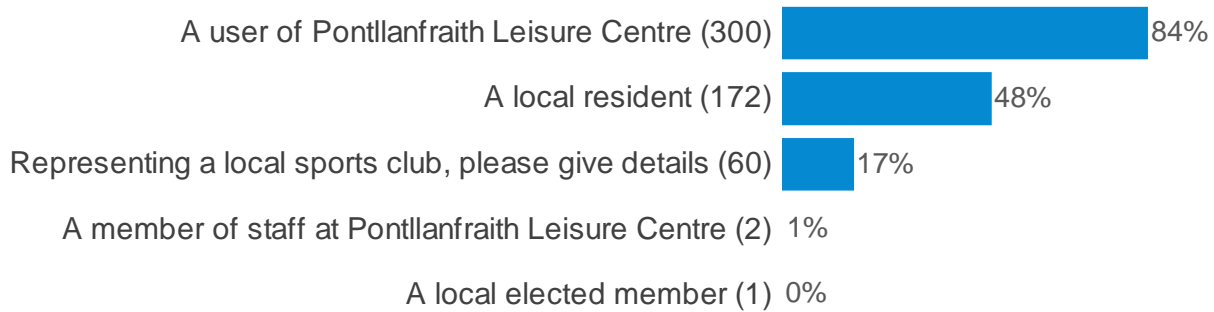 A user of Pontllanfraith Leisure Centre (300) 84%
A local resident (172) 48%
Representing a local sports club, please give details (60) 17%
A member of staff at Pontllanfraith Leisure Centre (2) 1%
A local elected member (1) 0%